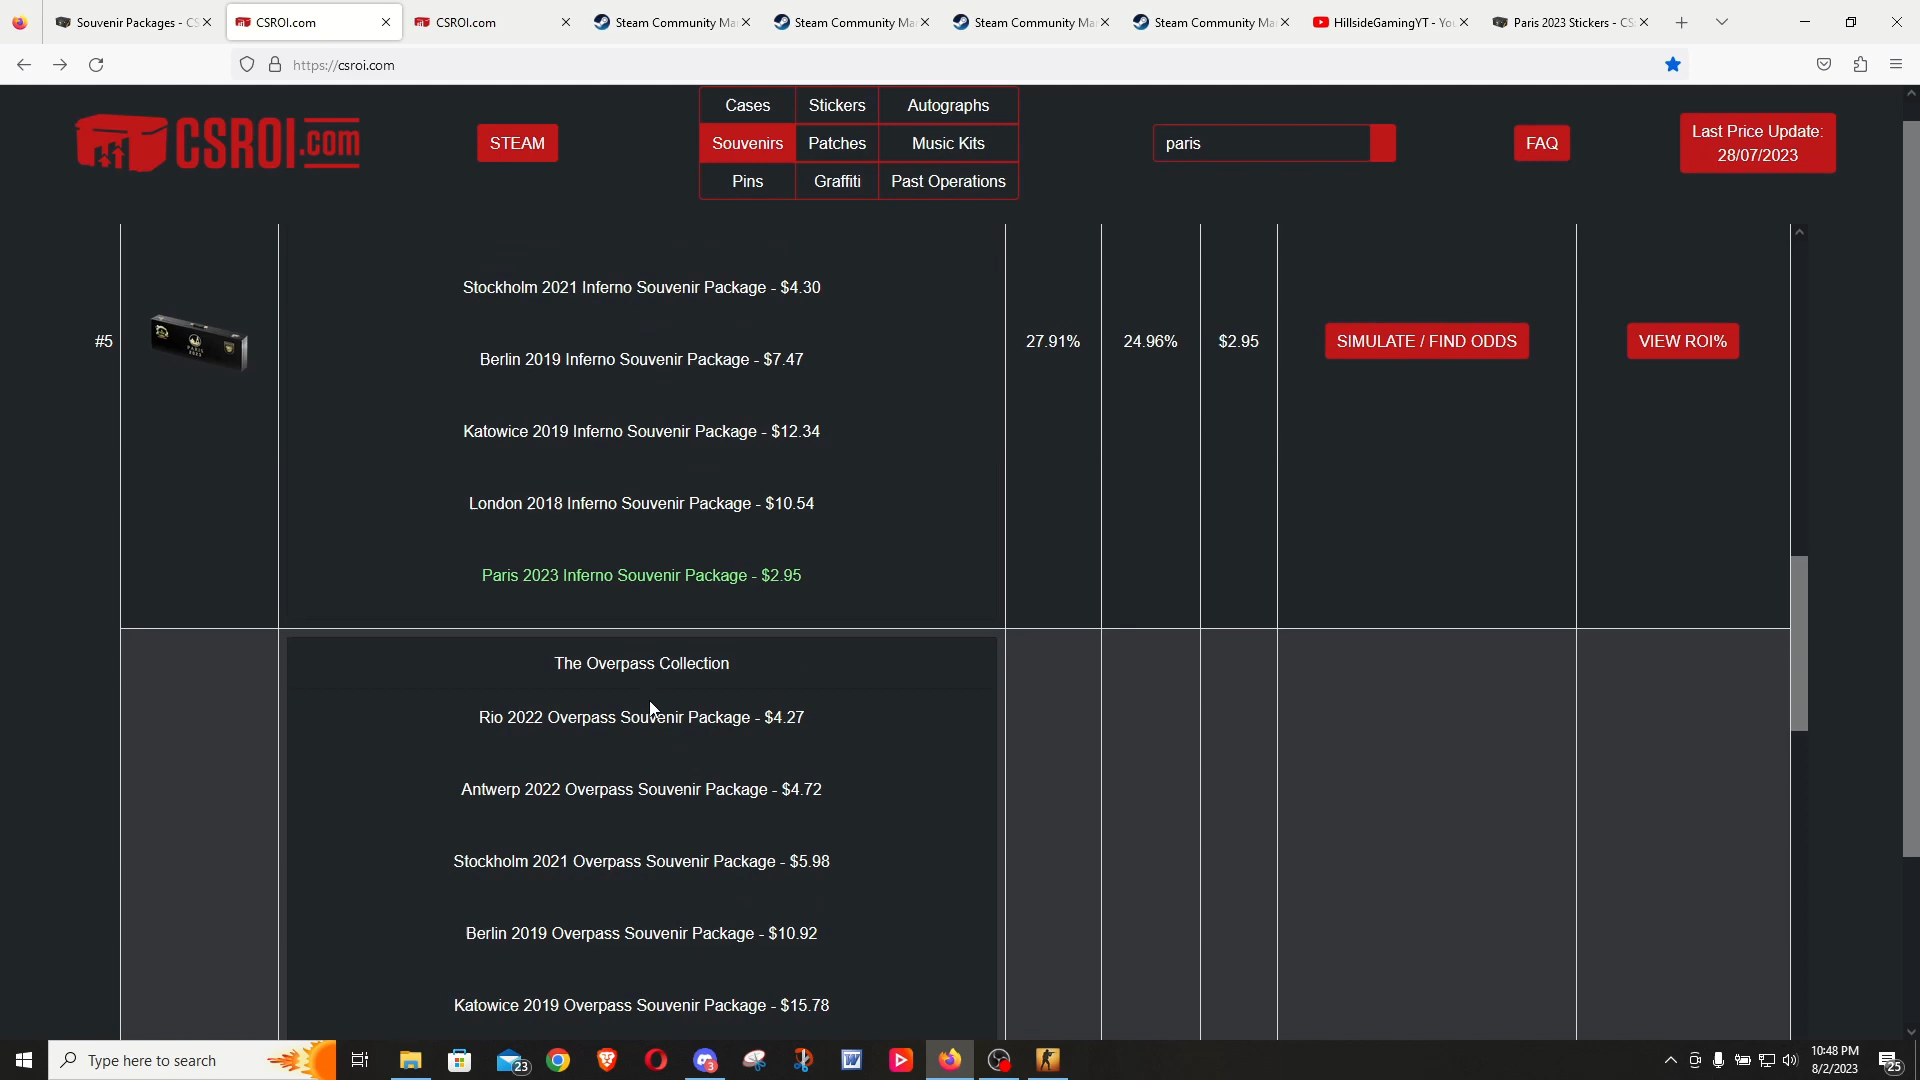 Souvenir Packages - CS
CSROI.com
CSROI.com
Steam Community Ma
Steam Community Ma
Steam Community Ma
Steam Community Ma
HillsideGamingYT - Yo
Paris 2023 Stickers - CS
https://csroi.com
CSROI.com
STEAM
Cases
Stickers
Autographs
Souvenirs
Patches
Music Kits
Pins
Graffiti
Past Operations
paris
FAQ
Last Price Update:
28/07/2023
Stockholm 2021 Inferno Souvenir Package - $4.30
#5
27.91%
24.96%
$2.95
SIMULATE / FIND ODDS
VIEW ROI%
Berlin 2019 Inferno Souvenir Package - $7.47
Katowice 2019 Inferno Souvenir Package - $12.34
London 2018 Inferno Souvenir Package - $10.54
Paris 2023 Inferno Souvenir Package - $2.95
The Overpass Collection
Rio 2022 Overpass Souvenir Package - $4.27
Antwerp 2022 Overpass Souvenir Package - $4.72
Stockholm 2021 Overpass Souvenir Package - $5.98
Berlin 2019 Overpass Souvenir Package - $10.92
Katowice 2019 Overpass Souvenir Package - $15.78
Type here to search
23
3
10:48 PM
8/2/2023
25